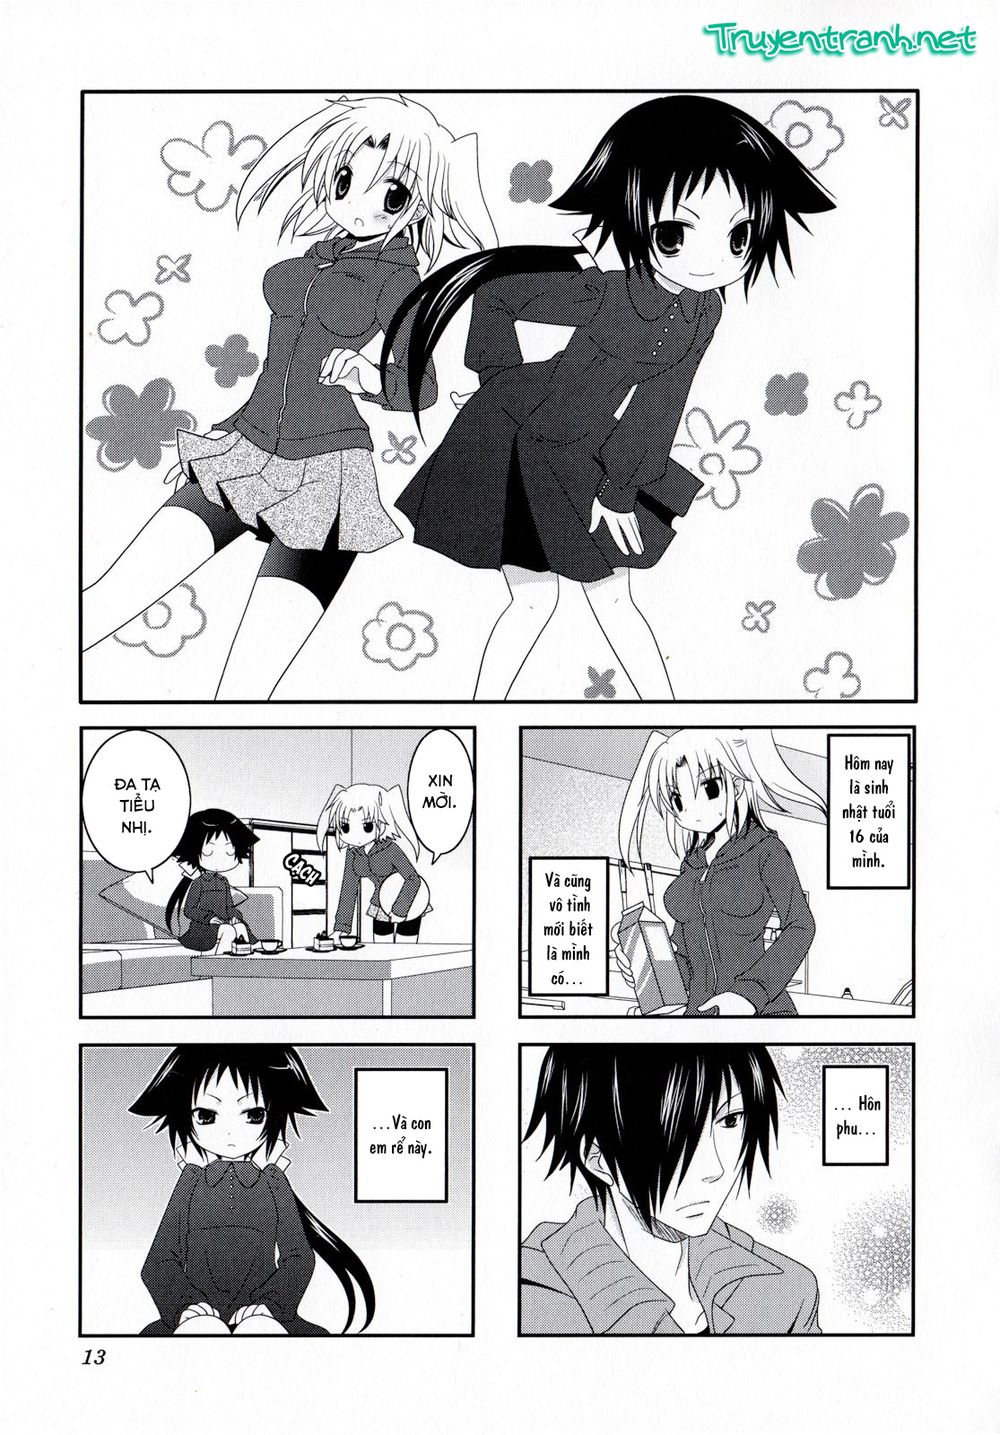 Truyentranh.net
Hôm nay
là sinh
nhật tuổi
16 của
mình.
Và cũng
vô tình
mới biết
là mình
có...
... Hôn
phu...
XIN
MỜI.
CẠCH
ĐA TẠ
TIỂU
NHỊ.
...Và con
em rể này.
13